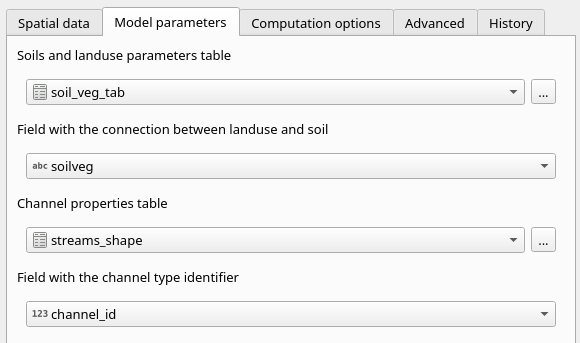 Spatial data Model parameters Computation options Advanced History
Soils and landuse parameters table
soil_veg_tab ...
Field with the connection between landuse and soil
abc soilveg
Channel properties table
streams_shape ...
Field with the channel type identifier
123 channel_id